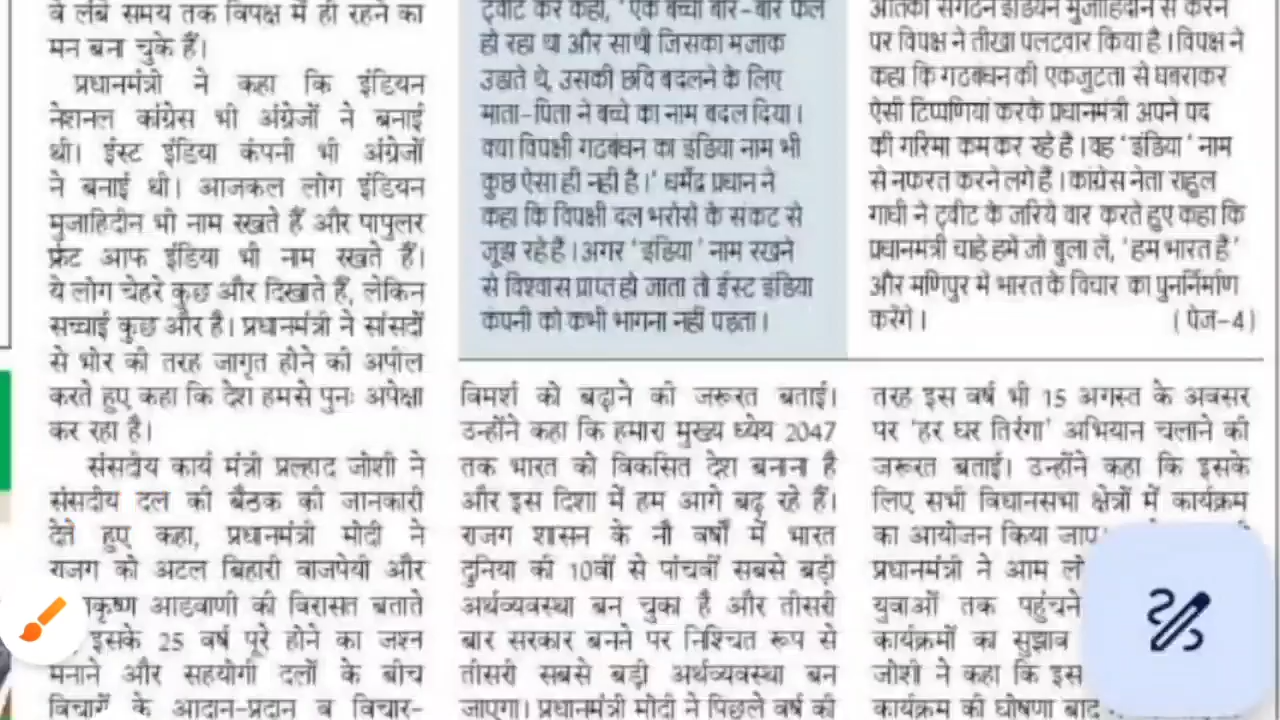 वे लंबे समय तक विपक्ष में ही रहने का
मन बना चुके हैं।
प्रधानमंत्री ने कहा कि इंडियन
नेशनल कांग्रेस भी अंग्रेजों ने बनाई
थी। ईस्ट इंडिया कंपनी भी अंग्रेजों
ने बनाई थी। आजकल लोग इंडियन
मुजाहिदीन भी नाम रखते हैं और पापुलर
फ्रंट आफ इंडिया भी नाम रखते हैं।
ये लोग चेहरे कुछ और दिखाते हैं, लेकिन
सच्चाई कुछ और है। प्रधानमंत्री ने सांसदों
से भोर की तरह जागृत होने की अपील
करते हुए कहा कि देश हमसे पुनः अपेक्षा
कर रहा है।
संसदीय कार्य मंत्री प्रल्हाद जोशी ने
संसदीय दल की बैठक की जानकारी
देते हुए कहा, प्रधानमंत्री मोदी ने
राजग को अटल बिहारी वाजपेयी और
कृष्ण आडवाणी की विरासत बताते
इसके 25 वर्ष पूरे होने का जश्न
मनाने और सहयोगी दलों के बीच
विचारों के आदान-प्रदान व विचार-
ट्वीट कर कहा, 'एक बच्चा बार-बार फेल
हो रहा था और साथी जिसका मजाक
उड़ाते थे, उसकी छवि बदलने के लिए
माता-पिता ने बच्चे का नाम बदल दिया।
क्या विपक्षी गठबंधन का इंडिया नाम भी
कुछ ऐसा ही नहीं है।' धर्मेंद्र प्रधान ने
कहा कि विपक्षी दल भरोसे के संकट से
जूझ रहे हैं। अगर 'इंडिया' नाम रखने
से विश्वास प्राप्त हो जाता तो ईस्ट इंडिया
कंपनी को कभी भागना नहीं पड़ता।
विमर्श को बढ़ाने की जरूरत बताई।
उन्होंने कहा कि हमारा मुख्य ध्येय 2047
तक भारत को विकसित देश बनाना है
और इस दिशा में हम आगे बढ़ रहे हैं।
राजग शासन के नौ वर्षों में भारत
दुनिया की 10वीं से पांचवीं सबसे बड़ी
अर्थव्यवस्था बन चुका है और तीसरी
बार सरकार बनने पर निश्चित रूप से
तीसरी सबसे बड़ी अर्थव्यवस्था बन
जाएगा। प्रधानमंत्री मोदी ने पिछले वर्ष की
आतंकी संगठन इंडियन मुजाहिदीन से करने
पर विपक्ष ने तीखा पलटवार किया है। विपक्ष ने
कहा कि गठबंधन की एकजुटता से घबराकर
ऐसी टिप्पणियां करके प्रधानमंत्री अपने पद
की गरिमा कम कर रहे हैं। वह 'इंडिया' नाम
से नफरत करने लगे हैं। कांग्रेस नेता राहुल
गांधी ने ट्वीट के जरिये वार करते हुए कहा कि
प्रधानमंत्री चाहे हमें जो बुला लें, 'हम भारत हैं'
और मणिपुर में भारत के विचार का पुनर्निर्माण
करेंगे। (पेज-4)
तरह इस वर्ष भी 15 अगस्त के अवसर
पर 'हर घर तिरंगा' अभियान चलाने की
जरूरत बताई। उन्होंने कहा कि इसके
लिए सभी विधानसभा क्षेत्रों में कार्यक्रम
का आयोजन किया जाए।
प्रधानमंत्री ने आम लो
युवाओं तक पहुंचने
कार्यक्रमों का सुझाव
जोशी ने कहा कि इस
कार्यक्रम की घोषणा बाद